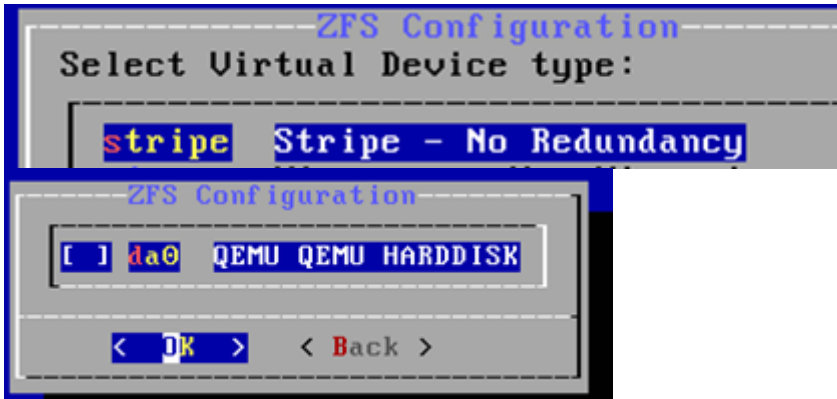 ZFS Configuration
Select Virtual Device type:
stripe Stripe - No Redundancy
ZFS Configuration
[ ] da0 QEMU QEMU HARDDISK
< OK > < Back >